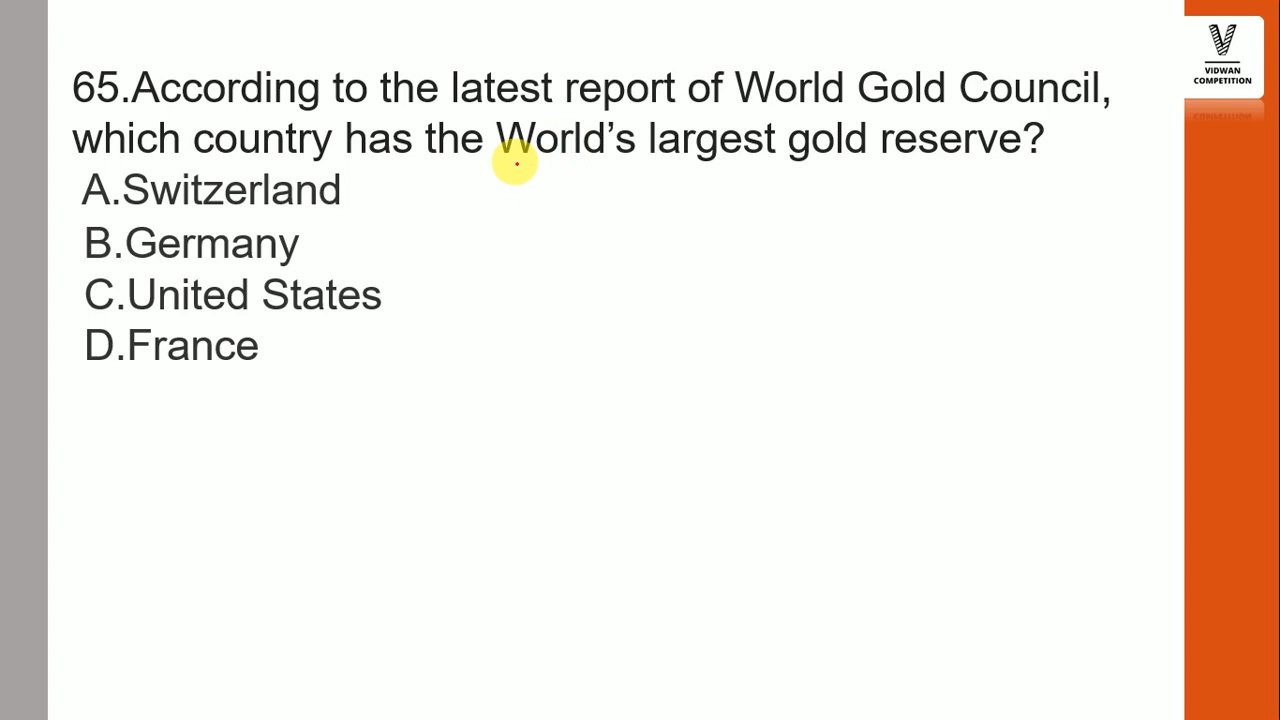 65.According to the latest report of World Gold Council,
which country has the World’s largest gold reserve?
A.Switzerland
B.Germany
C.United States
D.France
VIDWAN
COMPETITION